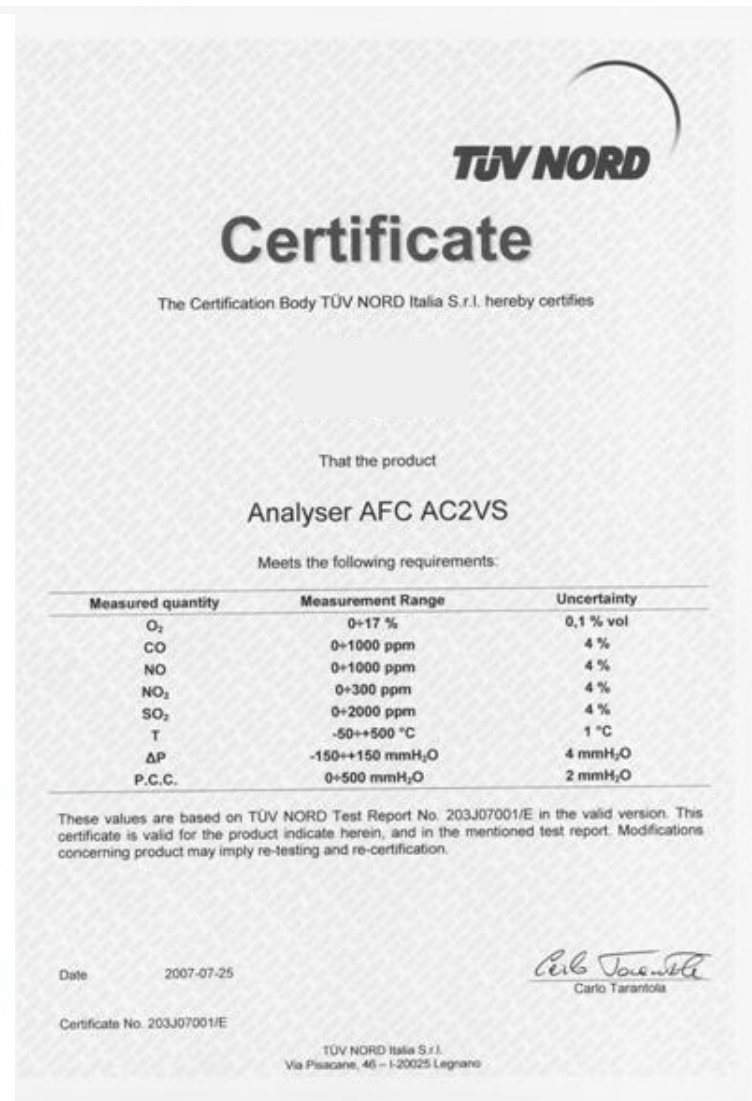 TÜV NORD
Certificate
The Certification Body TÜV NORD Italia S.r.l. hereby certifies
That the product
Analyser AFC AC2VS
Meets the following requirements:
Measured quantity Measurement Range Uncertainty
O₂ 0÷17 % 0,1 % vol
CO 0÷1000 ppm 4 %
NO 0÷1000 ppm 4 %
NO₂ 0÷300 ppm 4 %
SO₂ 0÷2000 ppm 4 %
T -50÷+500 °C 1 °C
ΔP -150÷+150 mmH₂O 4 mmH₂O
P.C.C. 0÷500 mmH₂O 2 mmH₂O
These values are based on TÜV NORD Test Report No. 203J07001/E in the valid version. This
certificate is valid for the product indicate herein, and in the mentioned test report. Modifications
concerning product may imply re-testing and re-certification.
Date 2007-07-25
Carlo Tarantola
Carlo Tarantola
Certificate No. 203J07001/E
TÜV NORD Italia S.r.l.
Via Pisacane, 46 – I-20025 Legnano